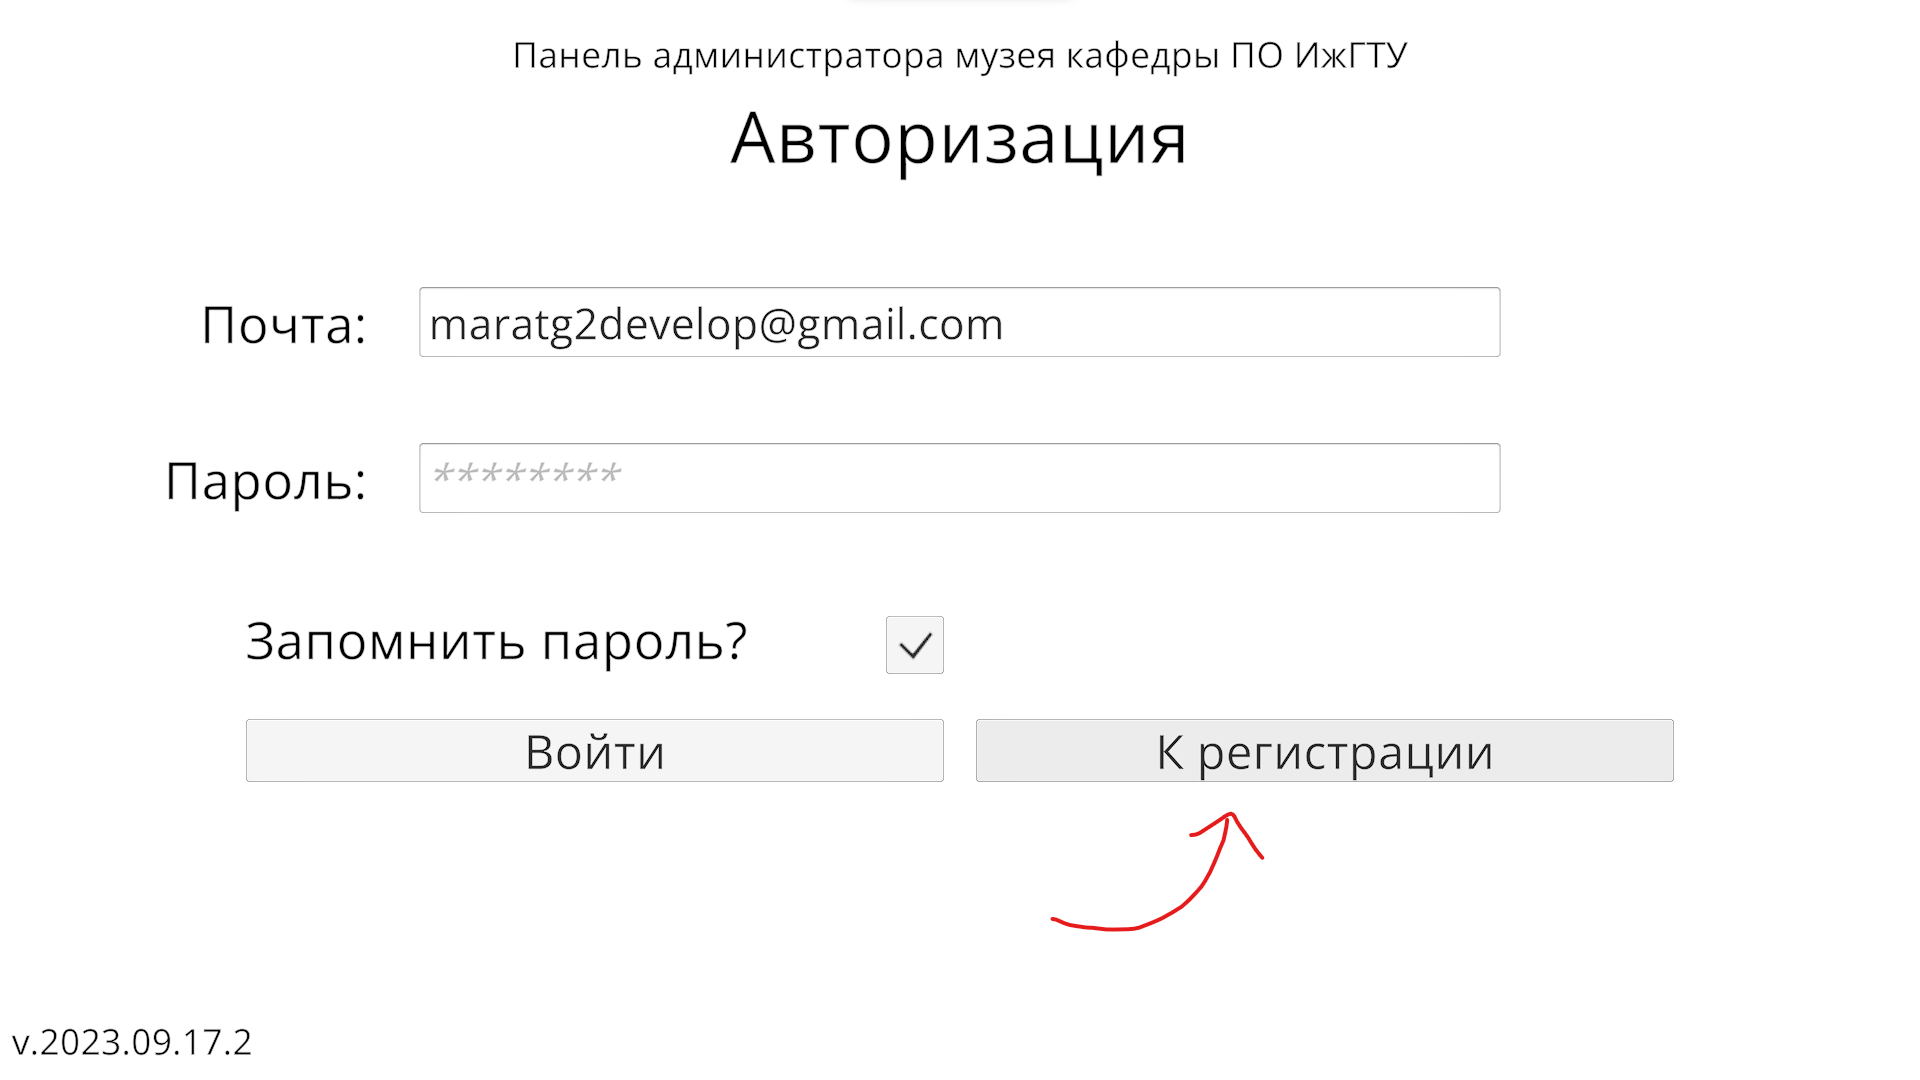 Панель администратора музея кафедры ПО ИжГТУ
Авторизация
Почта: maratg2develop@gmail.com
Пароль: ********
Запомнить пароль?
Войти К регистрации
v.2023.09.17.2